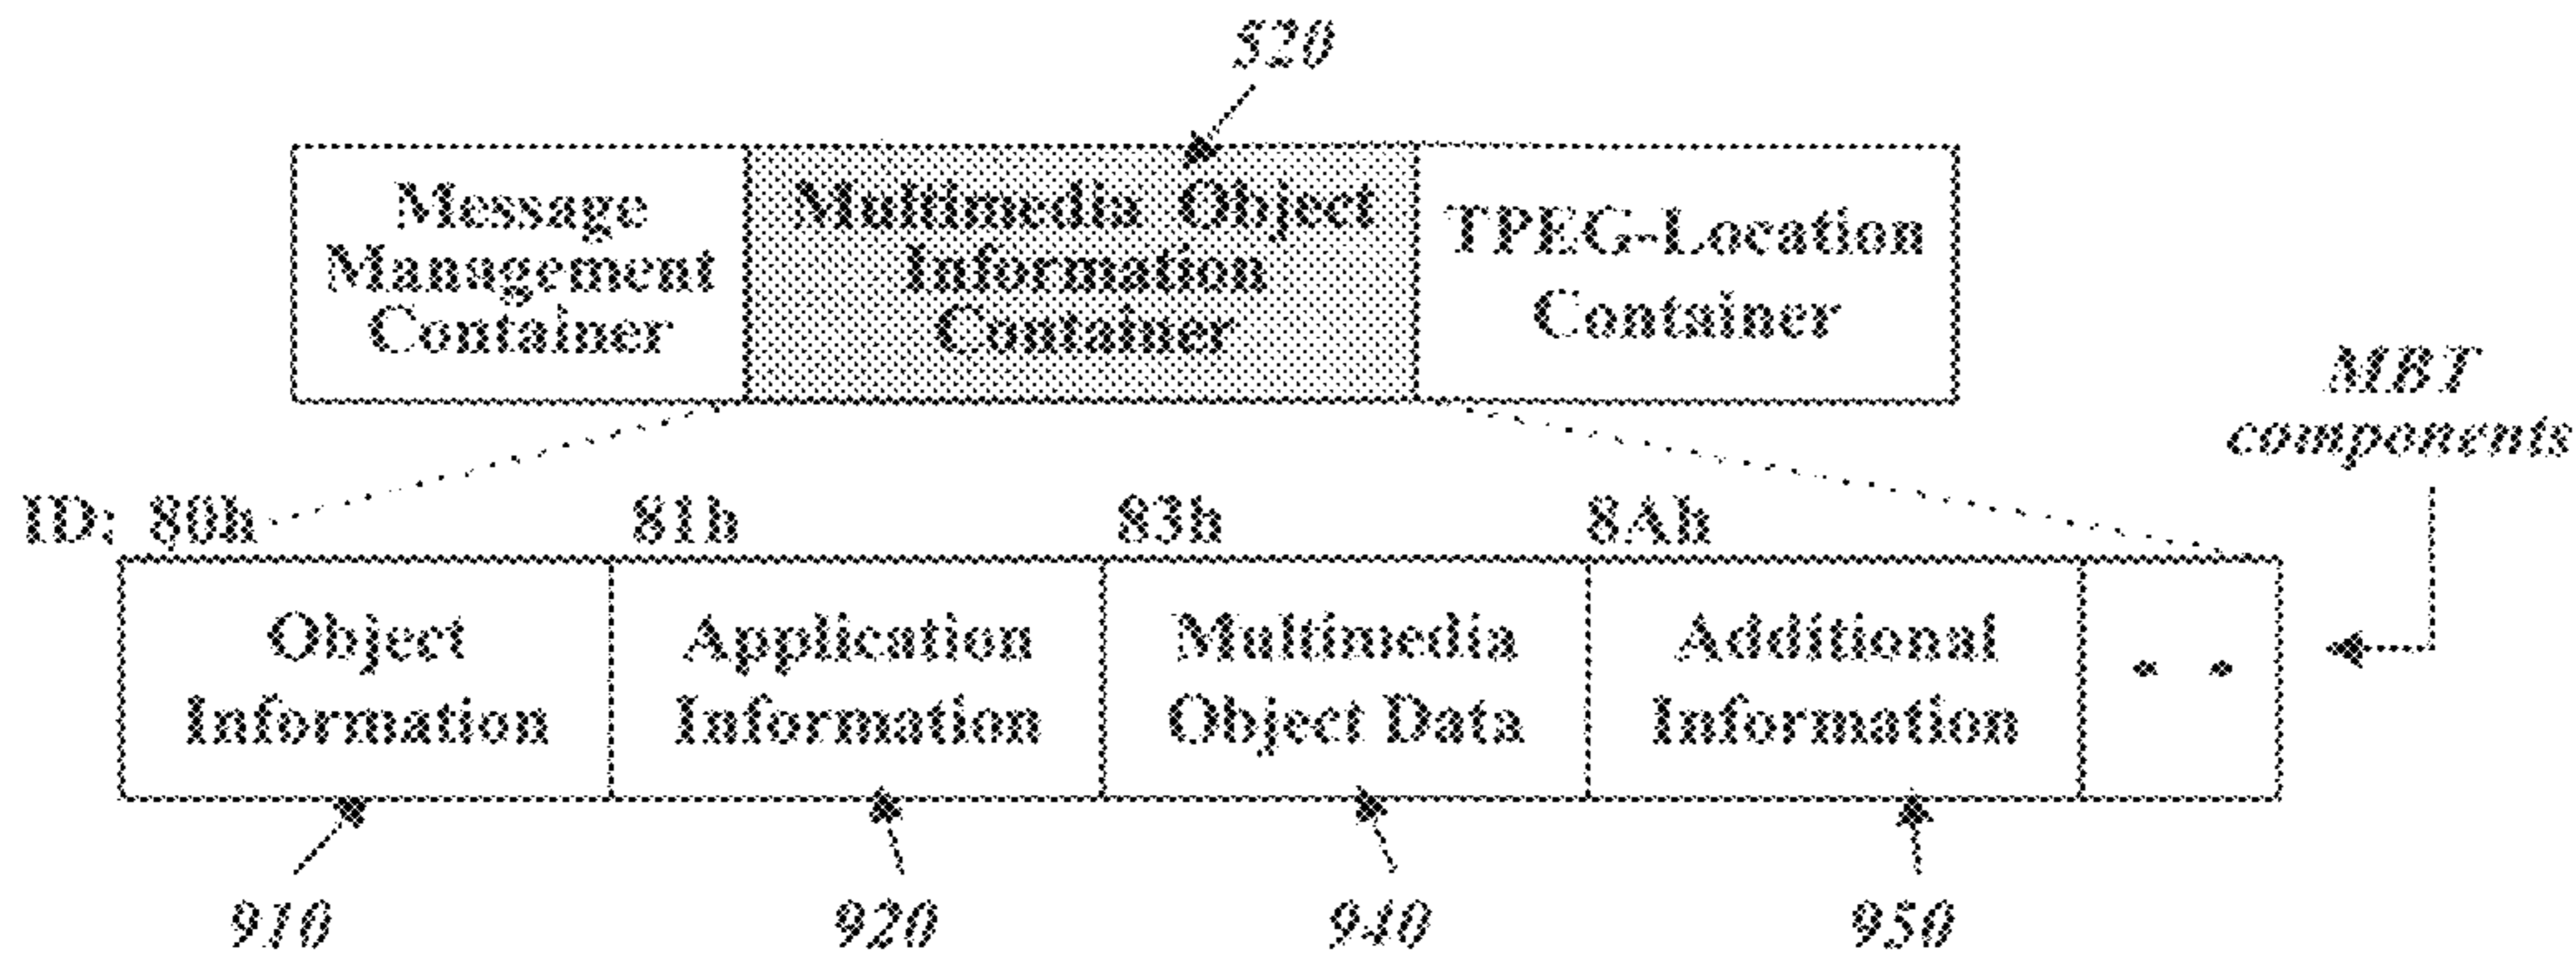 520
Message
Management
Container
Multimedia Object
Information
Container
TPEG-Location
Container
MBT
components
ID: 80h
81h
83h
8Ah
Object
Information
Application
Information
Multimedia
Object Data
Additional
Information
910
920
940
950